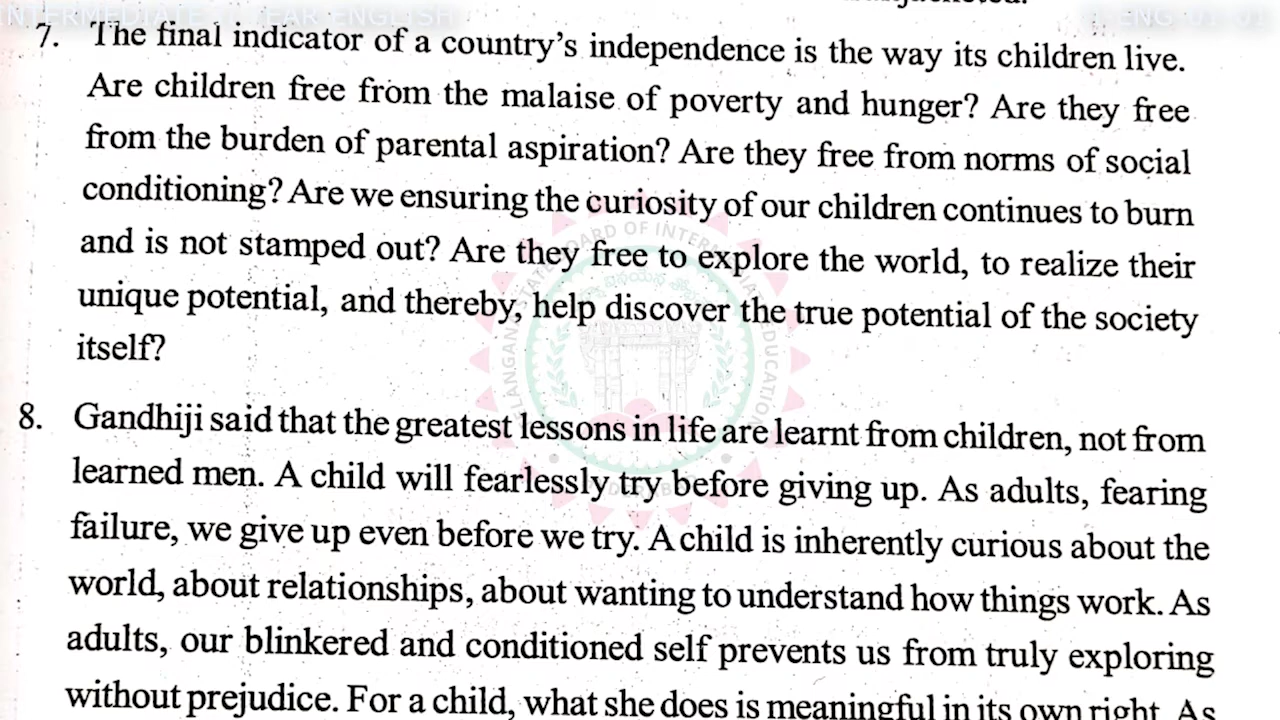 INTERMEDIATE
ENGLISH
7. The final indicator of a country's independence is the way its children live.
Are children free from the malaise of poverty and hunger? Are they free
from the burden of parental aspiration? Are they free from norms of social
conditioning? Are we ensuring the curiosity of our children continues to burn
and is not stamped out? Are they free to explore the world, to realize their
unique potential, and thereby, help discover the true potential of the society
itself?
8. Gandhiji said that the greatest lessons in life are learnt from children, not from
learned men. A child will fearlessly try before giving up. As adults, fearing
failure, we give up even before we try. A child is inherently curious about the
world, about relationships, about wanting to understand how things work. As
adults, our blinkered and conditioned self prevents us from truly exploring
without prejudice. For a child, what she does is meaningful in its own right. As